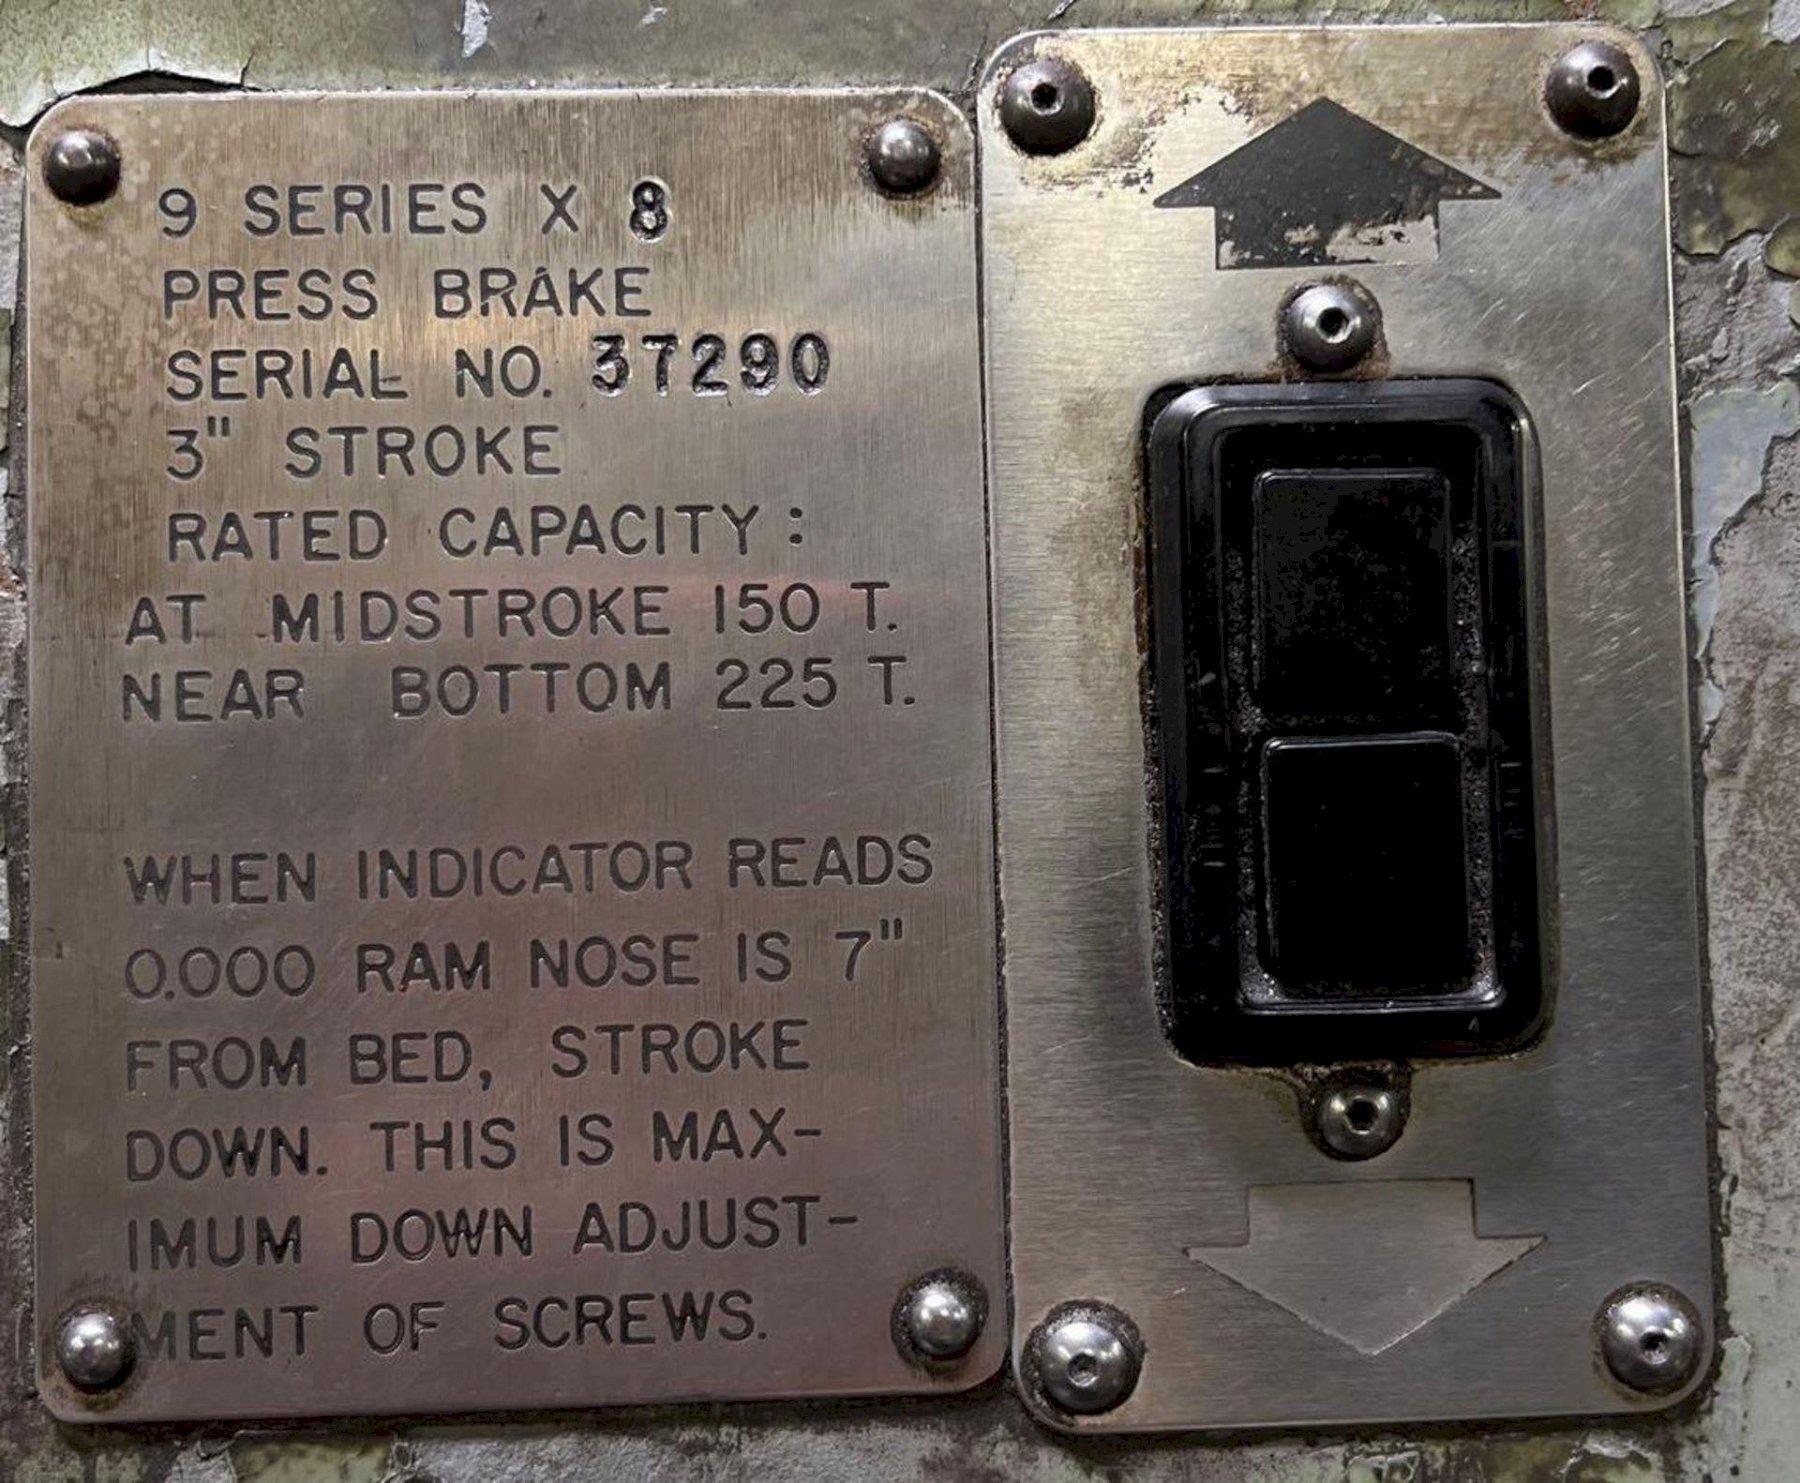 9 SERIES X 8
PRESS BRAKE
SERIAL NO. 37290
3" STROKE
RATED CAPACITY:
AT MIDSTROKE 150 T.
NEAR BOTTOM 225 T.
WHEN INDICATOR READS
0.000 RAM NOSE IS 7"
FROM BED, STROKE
DOWN. THIS IS MAX-
IMUM DOWN ADJUST-
MENT OF SCREWS.